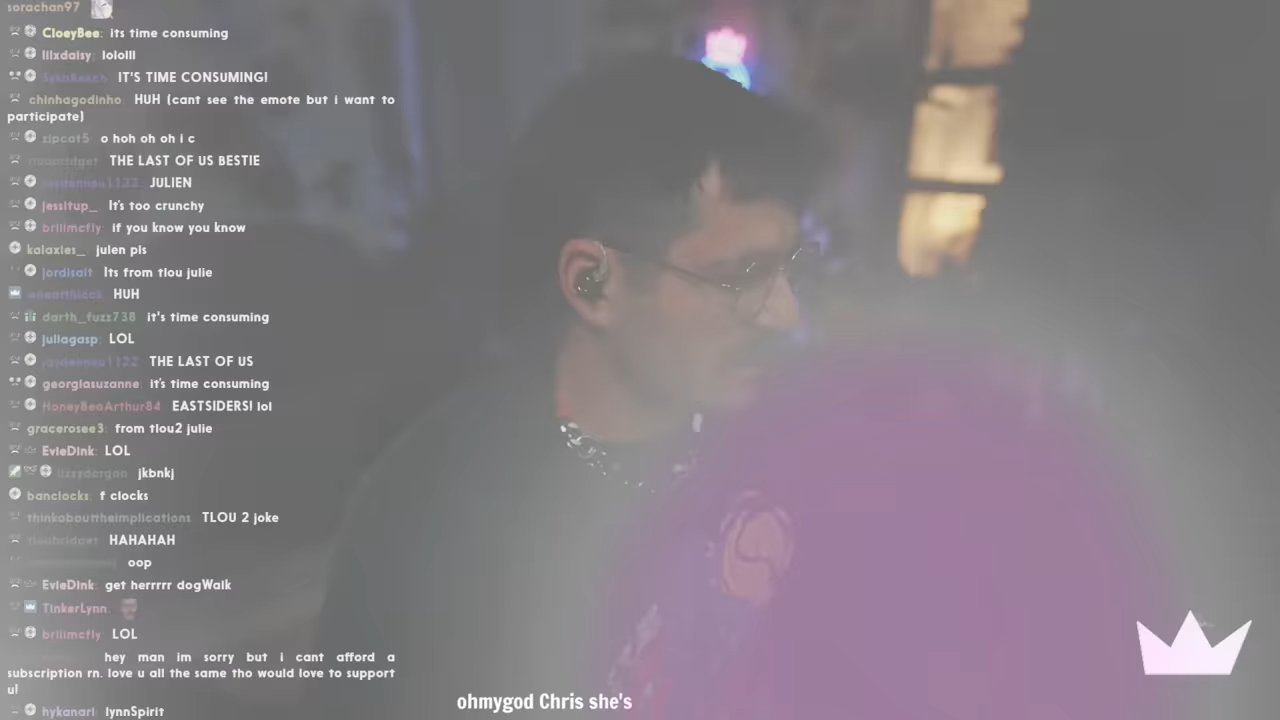 sorachan97
CloeyBee: its time consuming
lilxdaisy: lololll
IT'S TIME CONSUMING!
chinhagodinho: HUH (cant see the emote but i want to
participate)
zipcat5 o hoh oh oh i c
THE LAST OF US BESTIE
JULIEN
jessitup_ It's too crunchy
briiimcfly: if you know you know
kalaxies_ julen pls
jordisalt Its from tlou julie
HUH
darth_fuzz738 it's time consuming
juliagasp: LOL
THE LAST OF US
georgiasuzanne: it's time consuming
HoneyBeaArthur84 EASTSIDERS! lol
gracerosee3: from tlou2 julie
EvieDink: LOL
jkbnkj
banclocks: f clocks
thinkabouttheimplications TLOU 2 joke
HAHAHAH
oop
EvieDink: get herrrrr dogWalk
TinkerLynn:
briiimcfly: LOL
hey man im sorry but i cant afford a
subscription rn. love u all the same tho would love to support
u!
hykanari: lynnSpirit
ohmygod Chris she's